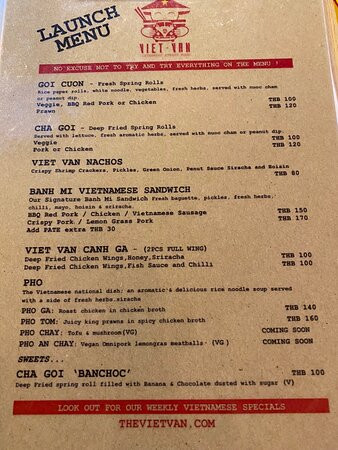 LAUNCH
MENU
VIET-VAN
NO EXCUSE NOT TO TRY AND TRY EVERYTHING ON THE MENU !
GOI CUON - Fresh Spring Rolls
Rice paper rolls, white noodle, vegetables, fresh herbs, served with nuoc cham
or peanut dip
Veggie, BBQ Red Pork or Chicken THB 100
Prawn THB 120
CHA GOI - Deep Fried Spring Rolls
Served with lettuce, fresh aromatic herbs, served with nuoc cham or peanut dip
Veggie THB 100
Pork or Chicken THB 120
VIET VAN NACHOS
Crispy Shrimp Crackers, Pickles, Green Onion, Peanut Sauce Siracha and Hoisin
THB 80
BANH MI VIETNAMESE SANDWICH
Our Signature Banh Mi Sandwich Fresh baguette, pickles, fresh herbs,
chilli, mayo, hoisin & siracha.
BBQ Red Pork / Chicken / Vietnamese Sausage THB 150
Crispy Pork / Lemon Grass Pork THB 170
Add PATE extra THB 30
VIET VAN CANH GA - (2PCS FULL WING)
Deep Fried Chicken Wings,Honey,Sriracha THB 100
Deep Fried Chicken Wings,Fish Sauce and Chilli THB 100
PHO
The Vietnamese national dish; an aromatic & delicious rice noodle soup served
with a side of fresh herbs,siracha
PHO GA: Roast chicken in chicken broth THB 140
PHO TOM: Juicy king prawns in spicy chicken broth THB 160
PHO CHAY: Tofu & mushroom(VG) COMING SOON
PHO AN CHAY: Vegan Omnipork lemongrass meatballs (VG ) COMING SOON
SWEETS...
CHA GOI 'BANCHOC' THB 100
Deep Fried spring roll filled with Banana & Chocolate dusted with sugar (V)
LOOK OUT FOR OUR WEEKLY VIETNAMESE SPECIALS
THEVIETVAN.COM